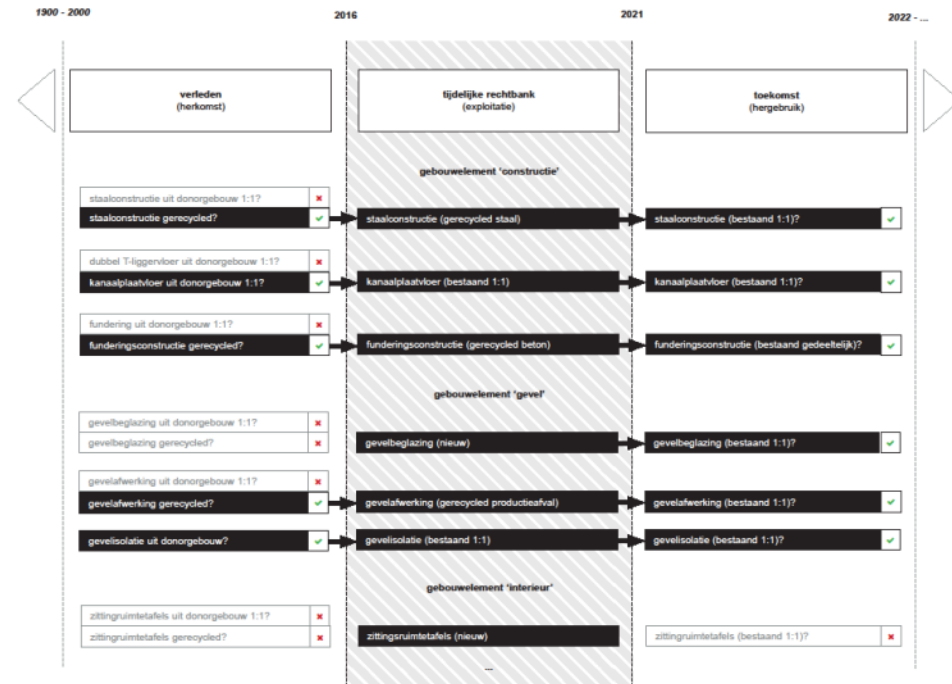 1900 - 2000
2016
2021
2022 - ...
verleden
(herkomst)
tijdelijke rechtbank
(exploitatie)
toekomst
(hergebruik)
gebouwelement 'constructie'
staalconstructie uit donorgebouw 1:1?
staalconstructie gerecycled?
staalconstructie (gerecycled staal)
staalconstructie (bestaand 1:1)?
dubbel T-liggervloer uit donorgebouw 1:1?
kanaalplaatvloer uit donorgebouw 1:1?
kanaalplaatvloer (bestaand 1:1)
kanaalplaatvloer (bestaand 1:1)?
fundering uit donorgebouw 1:1?
funderingsconstructie gerecycled?
funderingsconstructie (gerecycled beton)
funderingsconstructie (bestaand gedeeltelijk)?
gebouwelement 'gevel'
gevelbeglazing uit donorgebouw 1:1?
gevelbeglazing gerecycled?
gevelbeglazing (nieuw)
gevelbeglazing (bestaand 1:1)?
gevelafwerking uit donorgebouw 1:1?
gevelafwerking gerecycled?
gevelafwerking (gerecycled productieafval)
gevelafwerking (bestaand 1:1)?
gevelisolatie uit donorgebouw?
gevelisolatie (bestaand 1:1)
gevelisolatie (bestaand 1:1)?
gebouwelement 'interieur'
zittingruimtetafels uit donorgebouw 1:1?
zittingruimtetafels gerecycled?
zittingsruimtetafels (nieuw)
zittingruimtetafels (bestaand 1:1)?
...